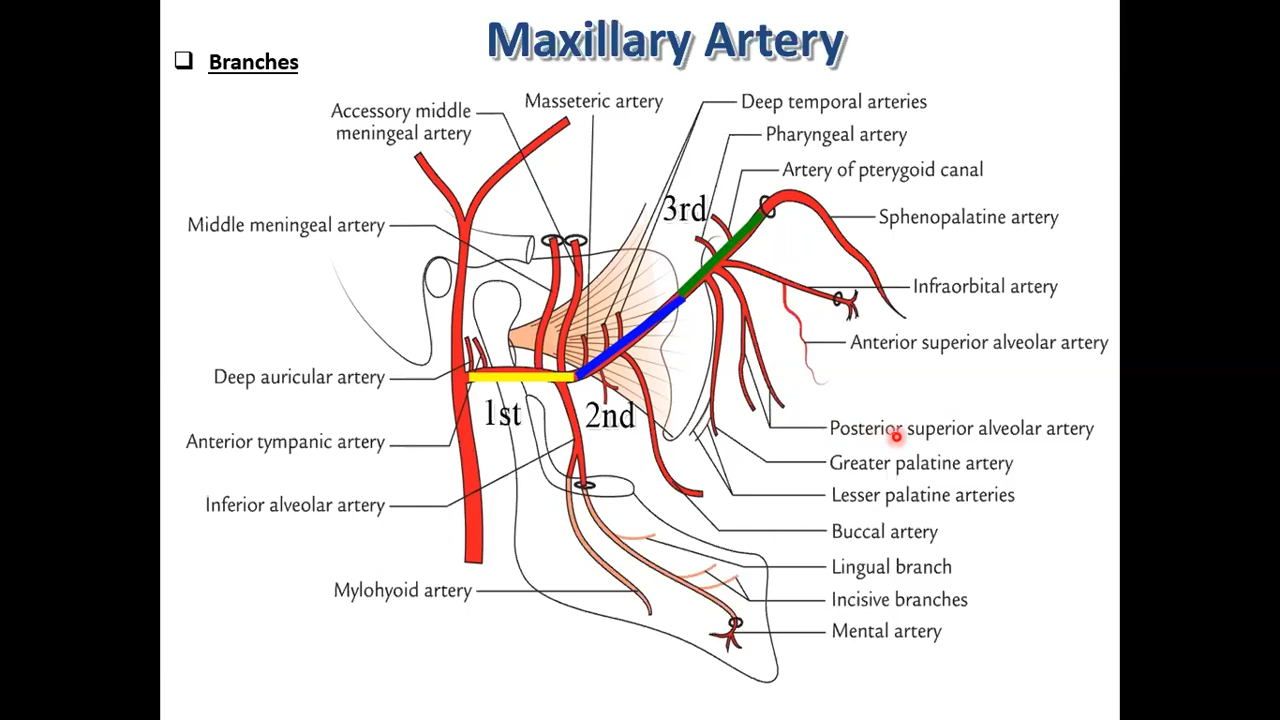 Maxillary Artery
Branches
Accessory middle
meningeal artery
Masseteric artery
Deep temporal arteries
Pharyngeal artery
Artery of pterygoid canal
3rd
Sphenopalatine artery
Middle meningeal artery
Infraorbital artery
Anterior superior alveolar artery
Deep auricular artery
1st
2nd
Anterior tympanic artery
Posterior superior alveolar artery
Greater palatine artery
Lesser palatine arteries
Inferior alveolar artery
Buccal artery
Lingual branch
Mylohyoid artery
Incisive branches
Mental artery